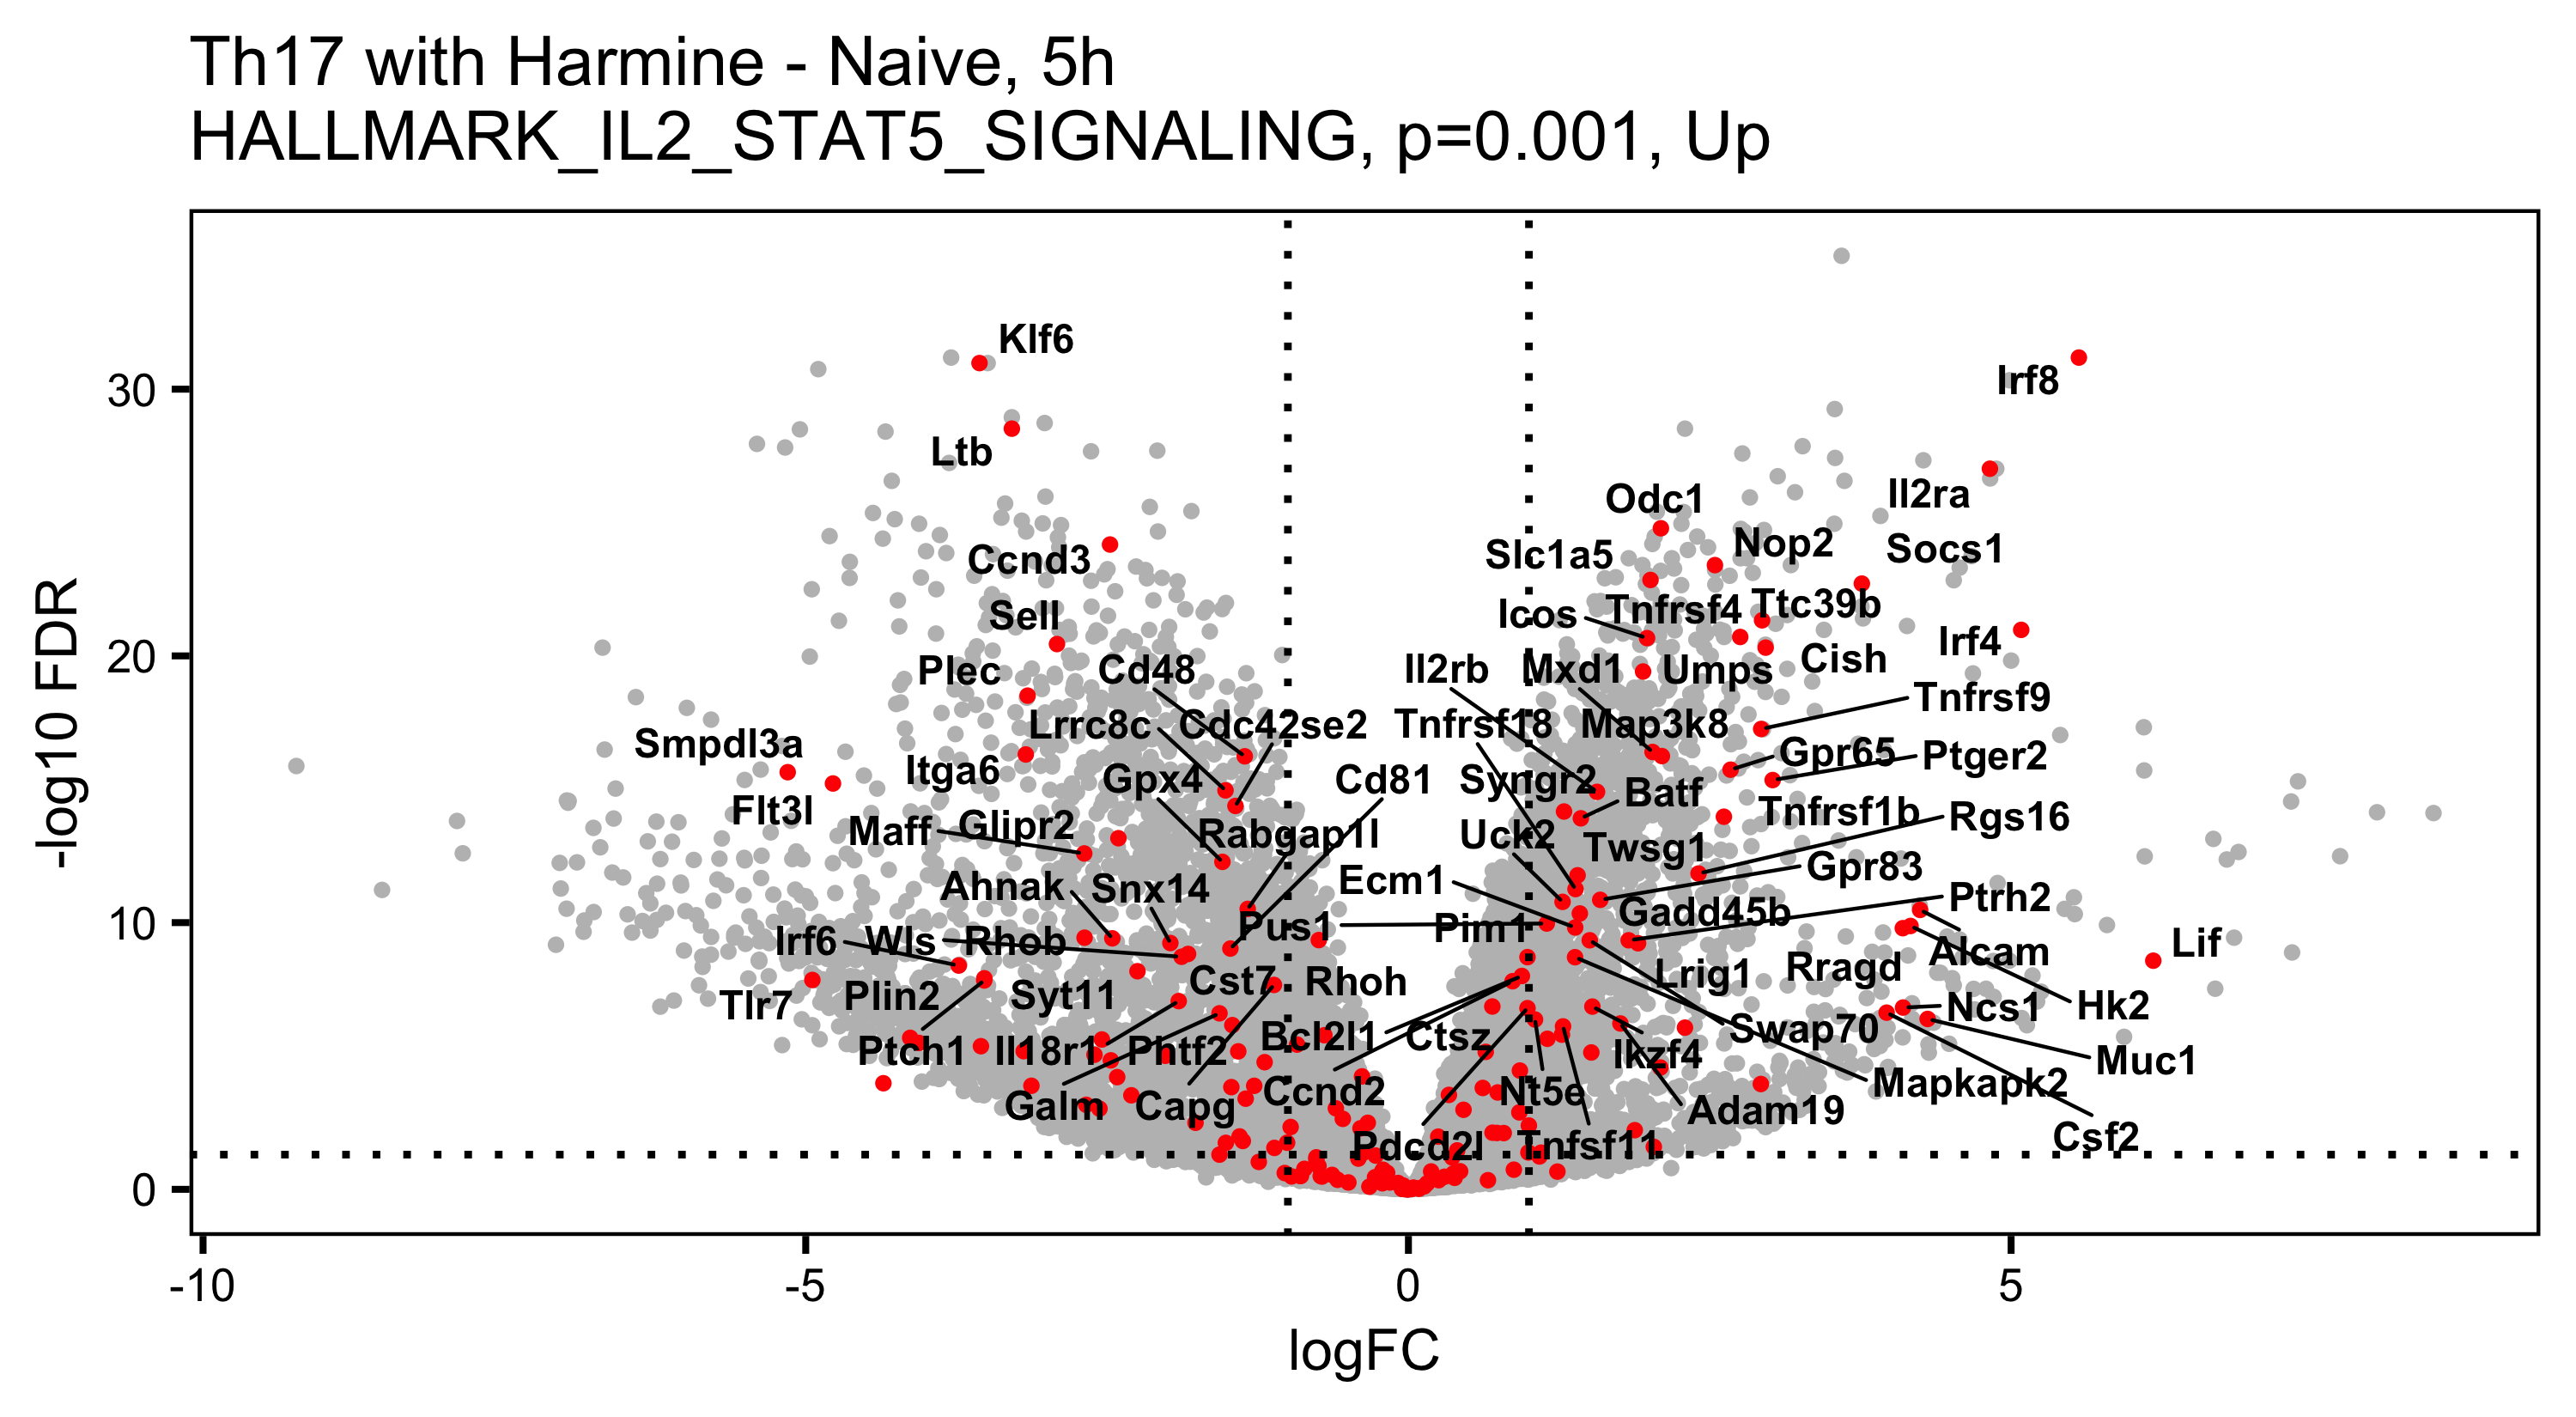 Th17 with Harmine - Naive, 5h
HALLMARK_IL2_STAT5_SIGNALING, p=0.001, Up
-log10 FDR
30
20
10
0
Klf6
Irf8
Ltb
Il2ra
Odc1
Ccnd3
Slc1a5
Nop2
Socs1
Sell
Icos
Tnfrsf4
Ttc39b
Irf4
Plec
Cd48
Il2rb
Mxd1
Umps
Cish
Tnfrsf9
Smpdl3a
Lrrc8c
Cdc42se2
Tnfrsf18
Map3k8
Itga6
Gpx4
Cd81
Syngr2
Batf
Gpr65
Ptger2
Flt3l
Maff
Glipr2
Rabgap1l
Uck2
Twsg1
Tnfrsf1b
Rgs16
Ahnak
Snx14
Ecm1
Gpr83
Irf6
Wls
Rhob
Pus1
Pim1
Gadd45b
Ptrh2
Alcam
Lif
Tlr7
Plin2
Syt11
Cst7
Rhoh
Lrig1
Rragd
Ncs1
Hk2
Ptch1
Il18r1
Phtf2
Bcl2l1
Ctsz
Ikzf4
Swap70
Muc1
Galm
Capg
Ccnd2
Nt5e
Adam19
Mapkapk2
Pdcd2l
Tnfsf11
Csf2
-10
-5
0
5
logFC